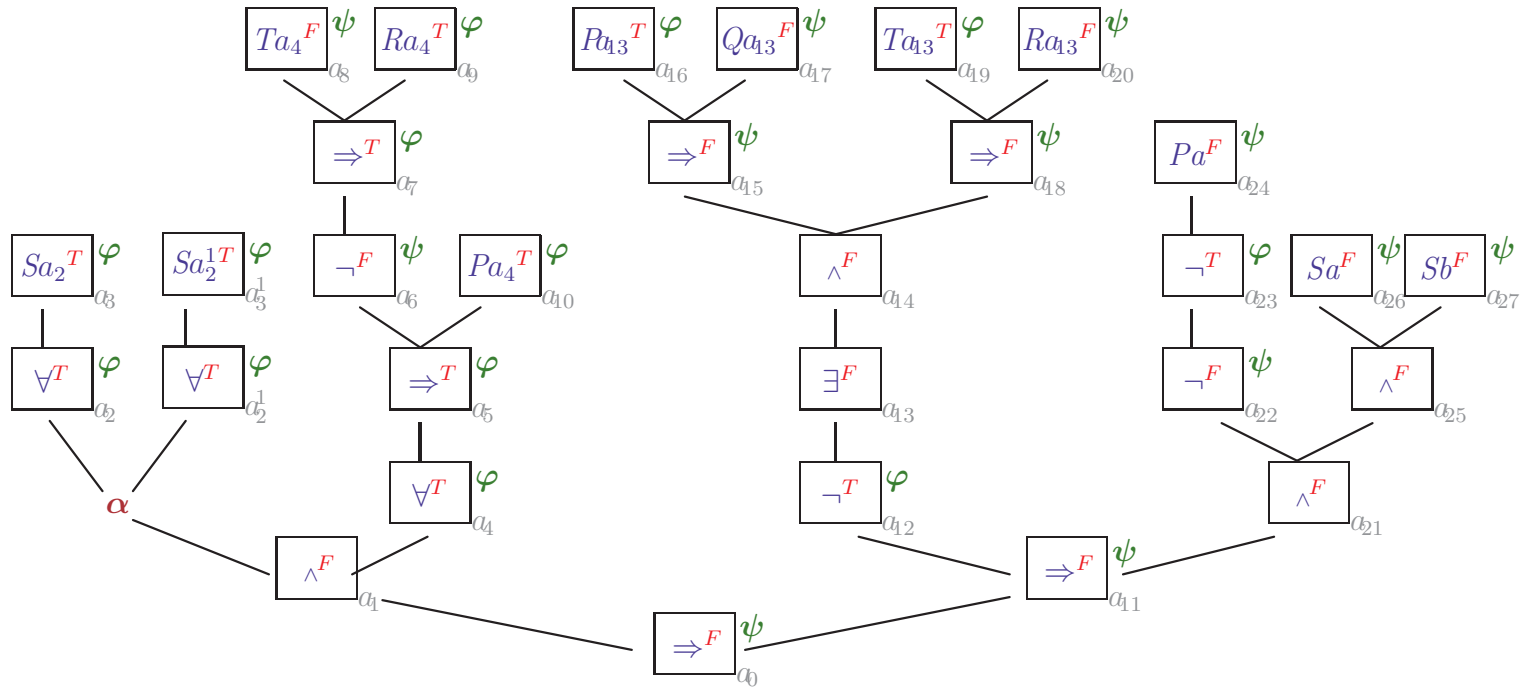 Ta₄ᶠ ψ a₈ Ra₄ᵀ φ a₉ Pa₁₃ᵀ φ a₁₆ Qa₁₃ᶠ ψ a₁₇ Ta₁₃ᵀ φ a₁₉ Ra₁₃ᶠ ψ a₂₀
⇒ᵀ φ a₇ ⇒ᶠ ψ a₁₅ ⇒ᶠ ψ a₁₈ Paᶠ ψ a₂₄
Sa₂ᵀ φ a₃ Sa₂¹ᵀ φ a₃¹ ¬ᶠ ψ a₆ Pa₄ᵀ φ a₁₀ ∧ᶠ a₁₄ ¬ᵀ φ a₂₃ Saᶠ ψ a₂₆ Sbᶠ ψ a₂₇
∀ᵀ φ a₂ ∀ᵀ φ a₂¹ ⇒ᵀ φ a₅ ∃ᶠ a₁₃ ¬ᶠ ψ a₂₂ ∧ᶠ a₂₅
α ∀ᵀ φ a₄ ¬ᵀ φ a₁₂ ∧ᶠ a₂₁
∧ᶠ a₁ ⇒ᶠ ψ a₁₁
⇒ᶠ ψ a₀